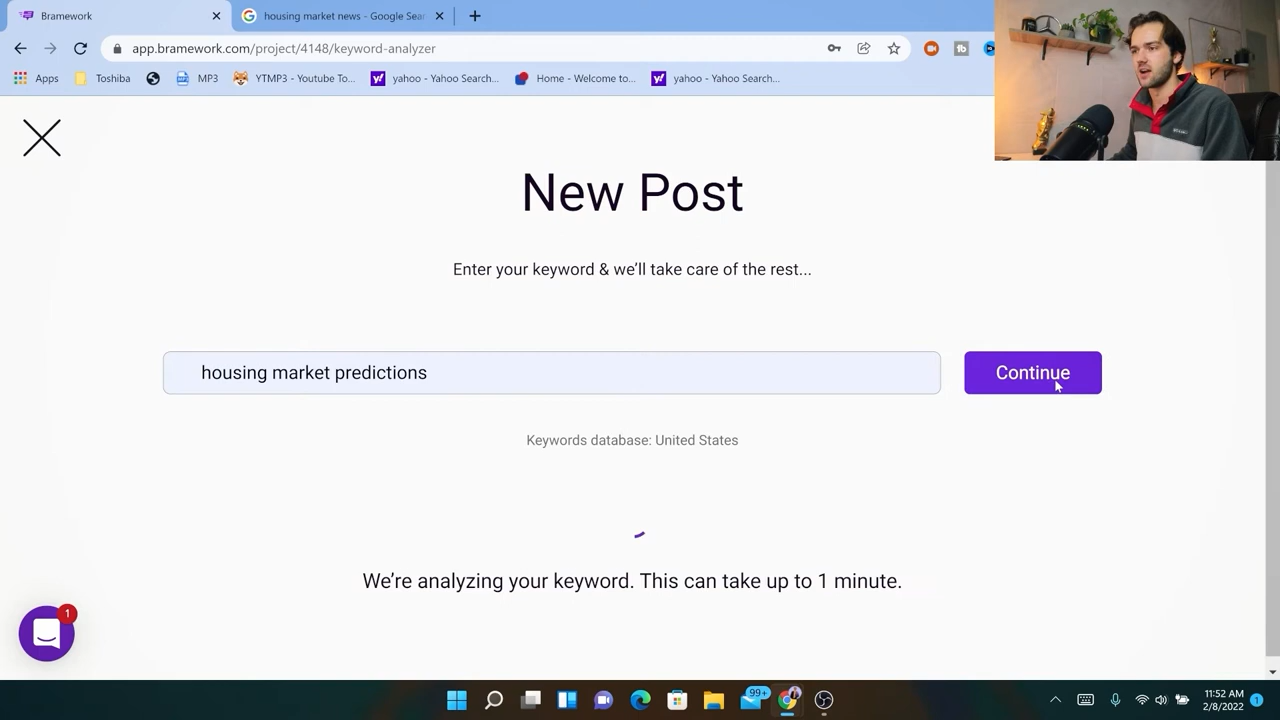 Bramework
housing market news - Google Sear
app.bramework.com/project/4148/keyword-analyzer
Apps
Toshiba
MP3
YTMP3 - Youtube To...
yahoo - Yahoo Search...
Home - Welcome to...
yahoo - Yahoo Search...
New Post
Enter your keyword & we'll take care of the rest...
housing market predictions
Continue
Keywords database: United States
We're analyzing your keyword. This can take up to 1 minute.
1
99+
11:52 AM
2/8/2022
1